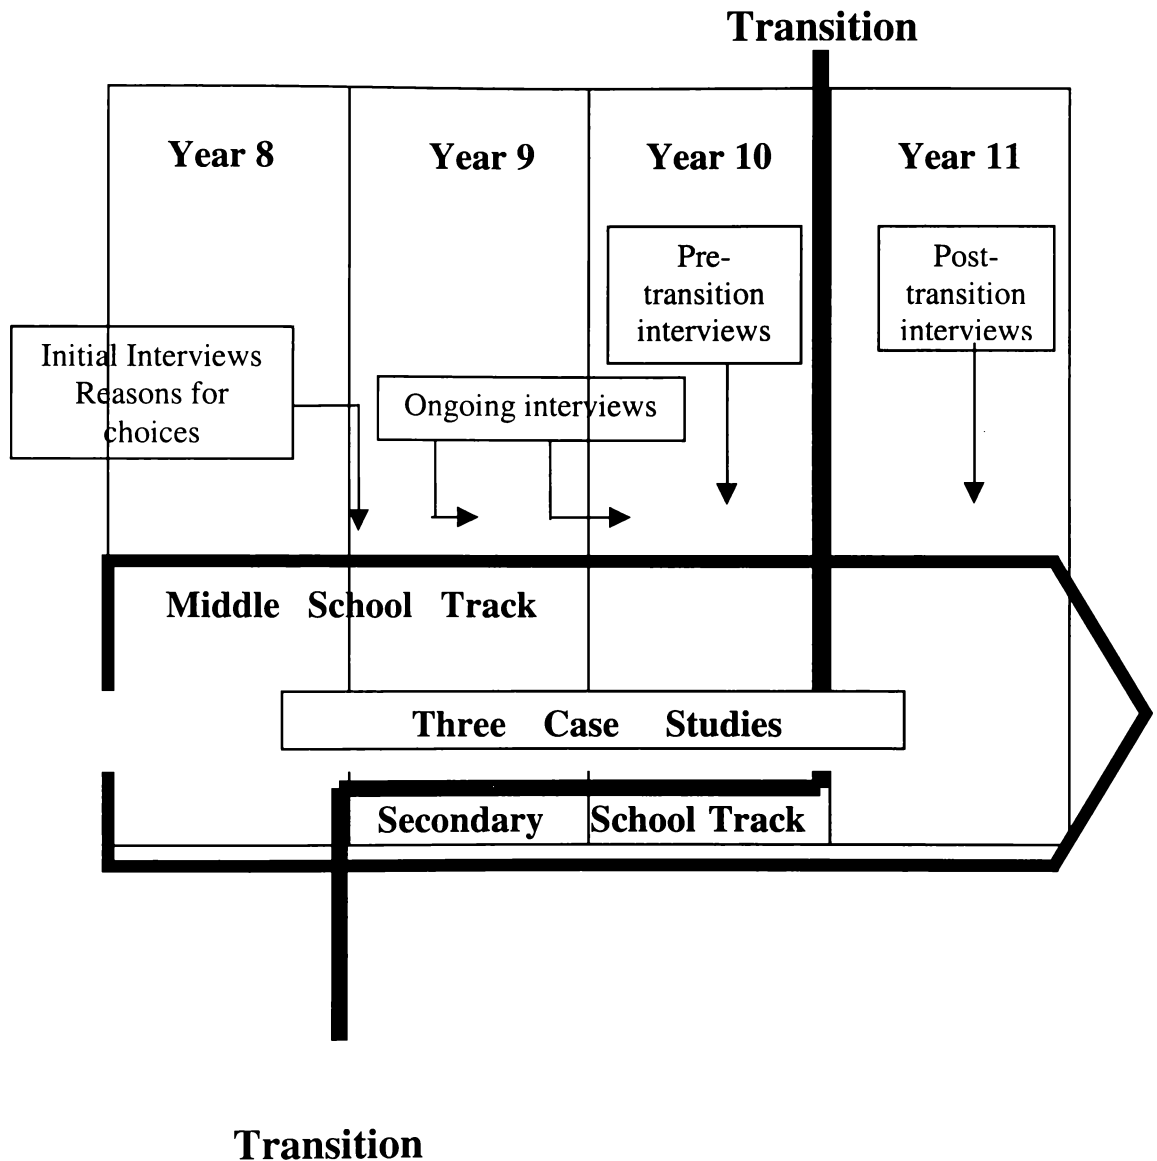 Transition
Year 8
Year 9
Year 10
Year 11
Pre-
transition
interviews
Post-
transition
interviews
Initial Interviews
Reasons for
choices
Ongoing interviews
Middle School Track
Three Case Studies
Secondary School Track
Transition